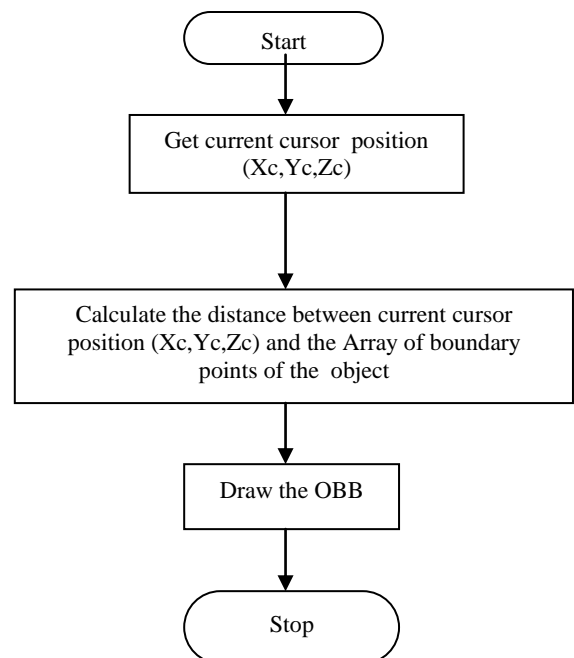 Start
Get current cursor position
(Xc,Yc,Zc)
Calculate the distance between current cursor
position (Xc,Yc,Zc) and the Array of boundary
points of the object
Draw the OBB
Stop